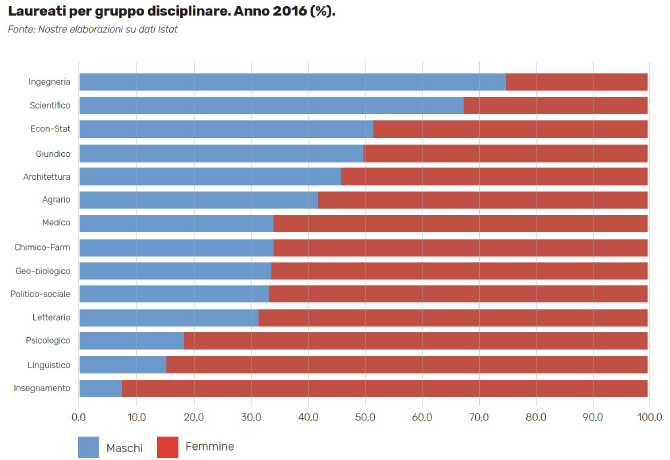 Laureati per gruppo disciplinare. Anno 2016 (%).
Fonte: Nostre elaborazioni su dati Istat
Ingegneria
Scientifico
Econ-Stat
Giuridico
Architettura
Agrario
Medico
Chimico-Farm
Geo-biologico
Politico-sociale
Letterario
Psicologico
Linguistico
Insegnamento
0,0 10,0 20,0 30,0 40,0 50,0 60,0 70,0 80,0 90,0 100,0
Maschi Femmine